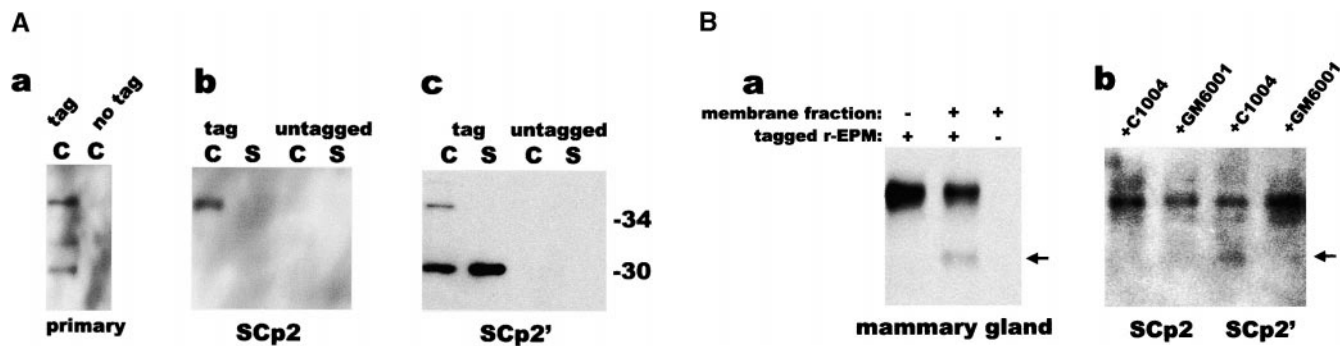 A
B
a
tag
no tag
C C
primary
b
tag untagged
C S C S
SCp2
c
tag untagged
C S C S
-34
-30
SCp2’
a
membrane fraction: - + +
tagged r-EPM: + + -
mammary gland
b
+C1004
+GM6001
+C1004
+GM6001
SCp2 SCp2’